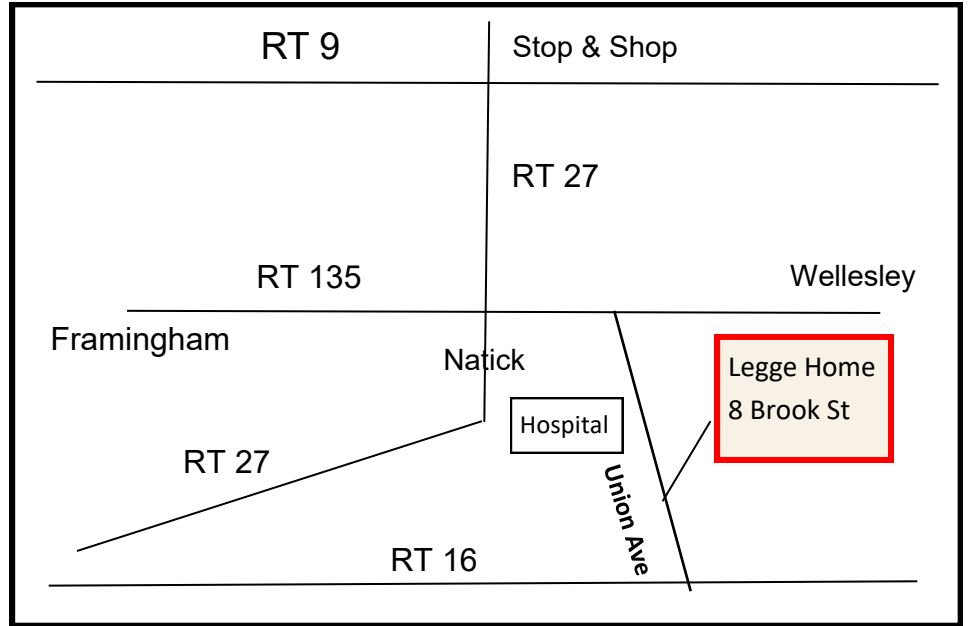 RT 9
Stop & Shop
RT 27
RT 135
Wellesley
Framingham
Natick
Legge Home
8 Brook St
Hospital
RT 27
Union Ave
RT 16